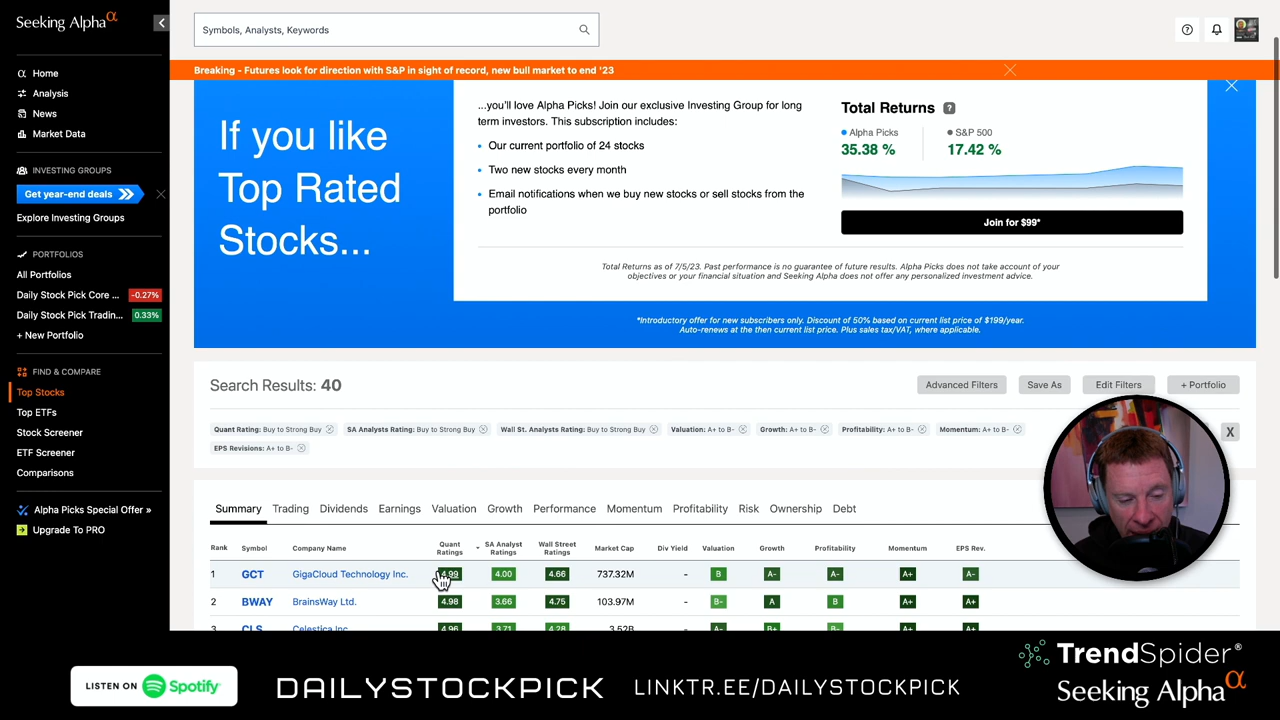 Seeking Alpha α
Symbols, Analysts, Keywords
Breaking - Futures look for direction with S&P in sight of record, new bull market to end '23
Home
Analysis
News
Market Data
INVESTING GROUPS
Get year-end deals
Explore Investing Groups
PORTFOLIOS
All Portfolios
Daily Stock Pick Core ... -0.27%
Daily Stock Pick Tradin... 0.33%
+ New Portfolio
FIND & COMPARE
Top Stocks
Top ETFs
Stock Screener
ETF Screener
Comparisons
Alpha Picks Special Offer »
Upgrade To PRO
If you like
Top Rated
Stocks...
...you'll love Alpha Picks! Join our exclusive Investing Group for long
term investors. This subscription includes:
• Our current portfolio of 24 stocks
• Two new stocks every month
• Email notifications when we buy new stocks or sell stocks from the
portfolio
Total Returns ?
Alpha Picks S&P 500
35.38 % 17.42 %
Join for $99*
Total Returns as of 7/5/23. Past performance is no guarantee of future results. Alpha Picks does not take account of your
objectives or your financial situation and Seeking Alpha does not offer any personalized investment advice.
*Introductory offer for new subscribers only. Discount of 50% based on current list price of $199/year.
Auto-renews at the then current list price. Plus sales tax/VAT, where applicable.
Search Results: 40
Advanced Filters Save As Edit Filters + Portfolio
Quant Rating: Buy to Strong Buy SA Analysts Rating: Buy to Strong Buy Wall St. Analysts Rating: Buy to Strong Buy Valuation: A+ to B- Growth: A+ to B- Profitability: A+ to B- Momentum: A+ to B-
EPS Revisions: A+ to B-
X
Summary Trading Dividends Earnings Valuation Growth Performance Momentum Profitability Risk Ownership Debt
Rank Symbol Company Name Quant Ratings SA Analyst Ratings Wall Street Ratings Market Cap Div Yield Valuation Growth Profitability Momentum EPS Rev.
1 GCT GigaCloud Technology Inc. 4.99 4.00 4.66 737.32M - B A- A- A+ A-
2 BWAY BrainsWay Ltd. 4.98 3.66 4.75 103.97M - B- A B A+ A+
3 CLS Celestica Inc. 4.96 3.71 4.28 3.52B - A- B+ B- A+ A+
LISTEN ON Spotify
DAILYSTOCKPICK
LINKTR.EE/DAILYSTOCKPICK
TrendSpider®
Seeking Alpha α